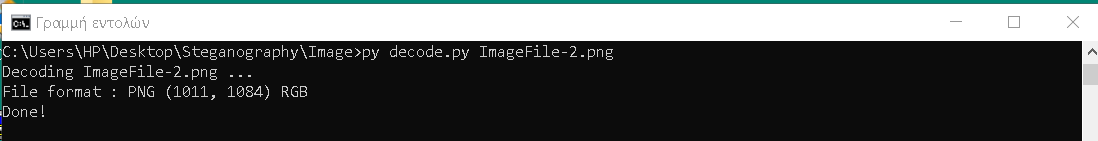 Γραμμή εντολών
C:\Users\HP\Desktop\Steganography\Image>py decode.py ImageFile-2.png
Decoding ImageFile-2.png ...
File format : PNG (1011, 1084) RGB
Done!